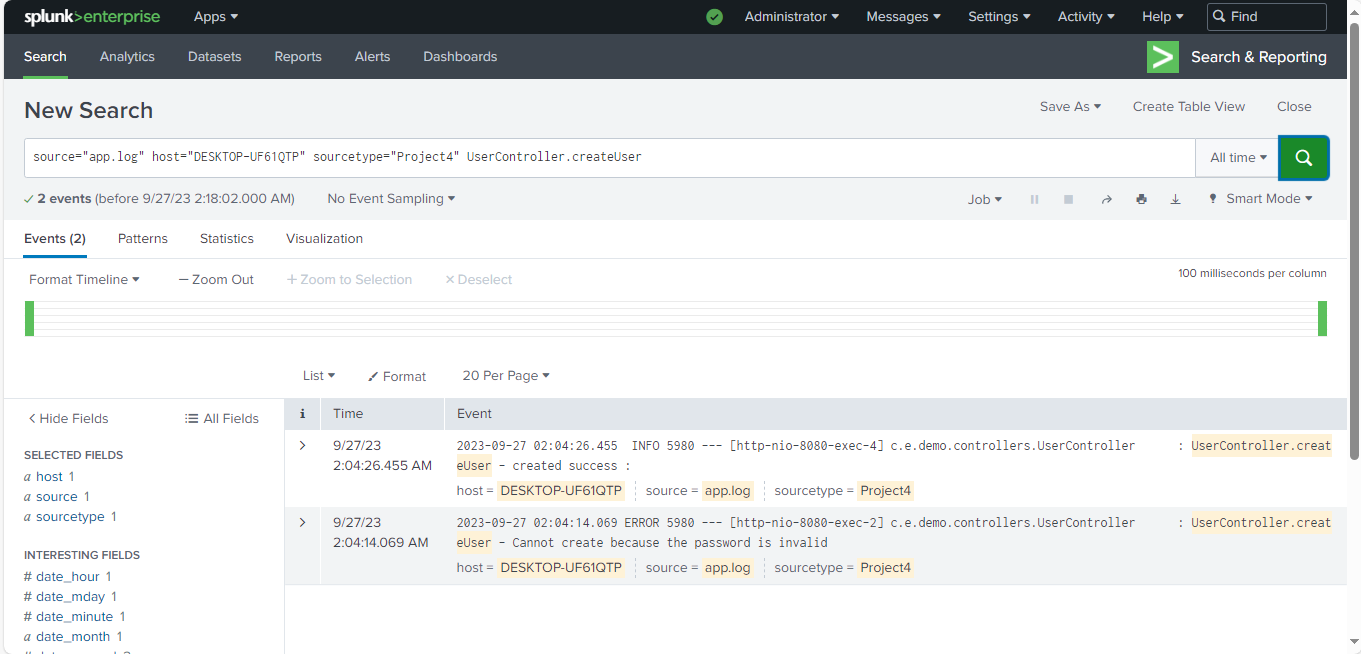 splunk>enterprise Apps Administrator Messages Settings Activity Help Find
Search Analytics Datasets Reports Alerts Dashboards Search & Reporting
New Search Save As Create Table View Close
source="app.log" host="DESKTOP-UF61QTP" sourcetype="Project4" UserController.createUser All time
2 events (before 9/27/23 2:18:02.000 AM) No Event Sampling Job Smart Mode
Events (2) Patterns Statistics Visualization
Format Timeline — Zoom Out + Zoom to Selection × Deselect 100 milliseconds per column
List Format 20 Per Page
< Hide Fields All Fields
SELECTED FIELDS
a host 1
a source 1
a sourcetype 1
INTERESTING FIELDS
# date_hour 1
# date_mday 1
# date_minute 1
a date_month 1
i Time Event
9/27/23
2:04:26.455 AM
2023-09-27 02:04:26.455  INFO 5980 --- [http-nio-8080-exec-4] c.e.demo.controllers.UserController : UserController.creat
eUser - created success :
host = DESKTOP-UF61QTP source = app.log sourcetype = Project4
9/27/23
2:04:14.069 AM
2023-09-27 02:04:14.069 ERROR 5980 --- [http-nio-8080-exec-2] c.e.demo.controllers.UserController : UserController.creat
eUser - Cannot create because the password is invalid
host = DESKTOP-UF61QTP source = app.log sourcetype = Project4